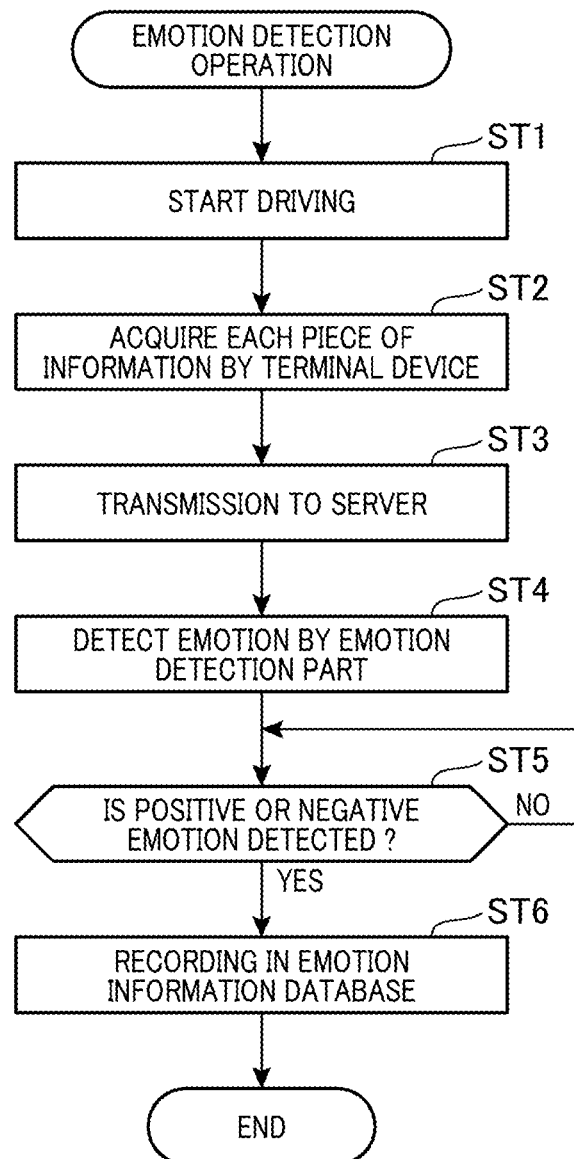 EMOTION DETECTION
OPERATION
ST1
START DRIVING
ST2
ACQUIRE EACH PIECE OF
INFORMATION BY TERMINAL DEVICE
ST3
TRANSMISSION TO SERVER
ST4
DETECT EMOTION BY EMOTION
DETECTION PART
ST5
IS POSITIVE OR NEGATIVE
EMOTION DETECTED ?
NO
YES
ST6
RECORDING IN EMOTION
INFORMATION DATABASE
END